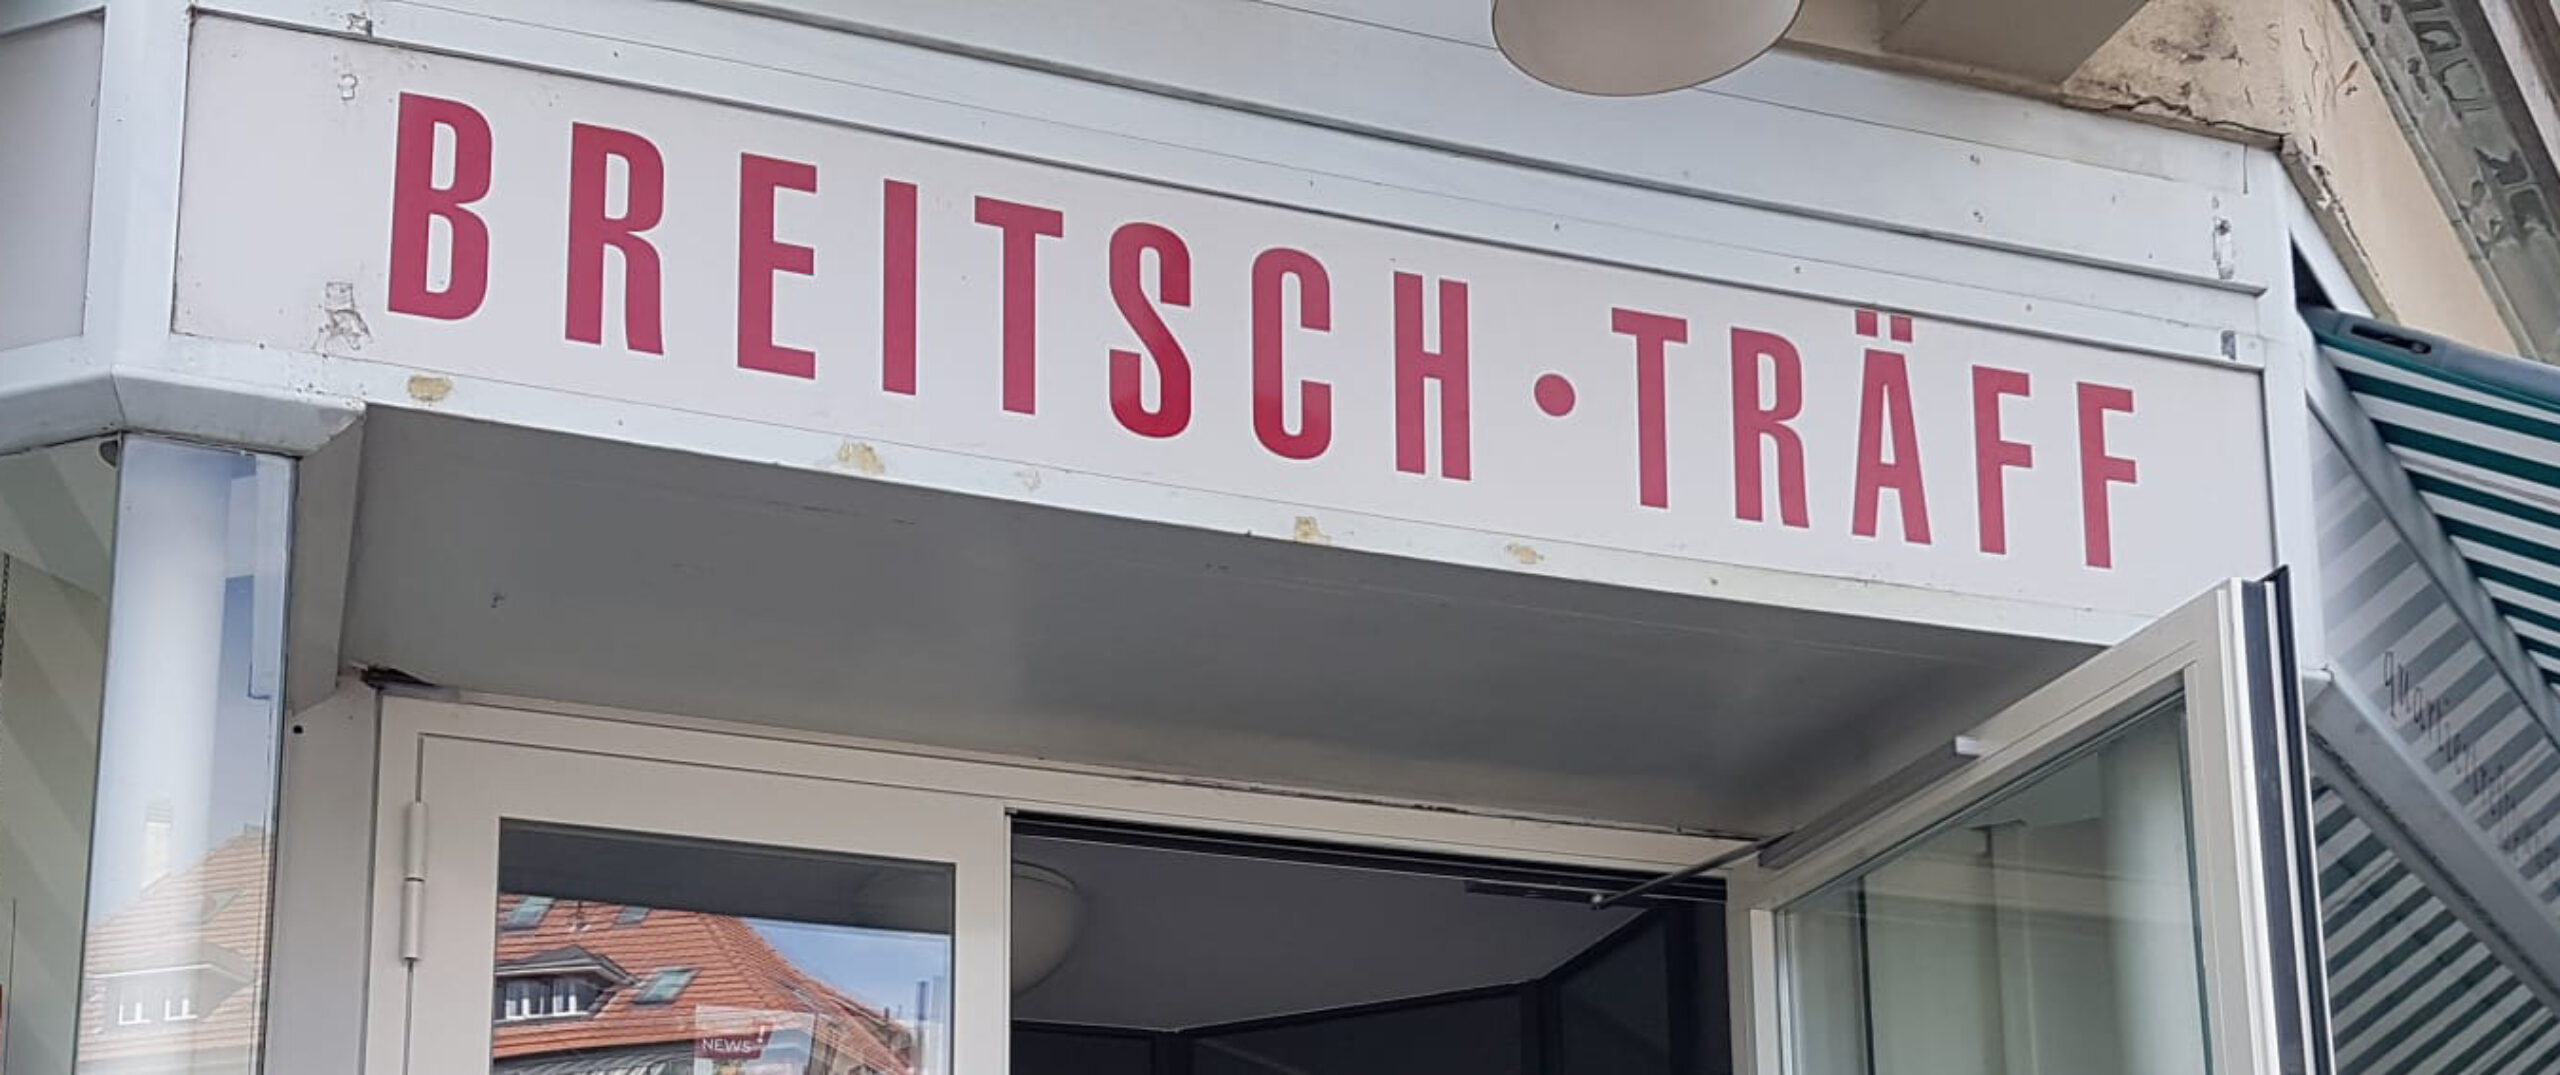 BREITSCH • TRÄFF
NEWS!